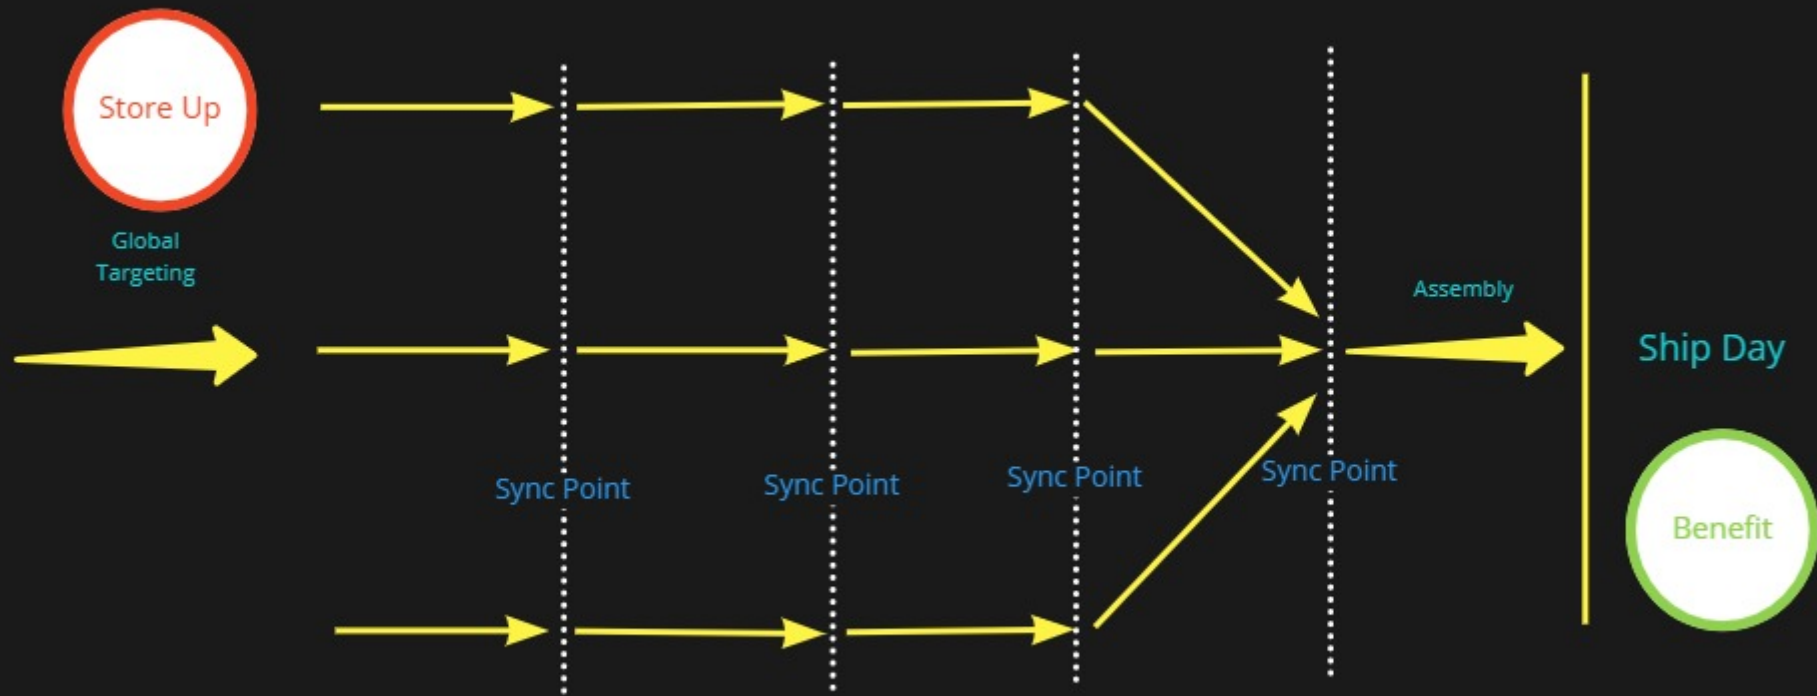 Store Up
Global
Targeting
Sync Point
Sync Point
Sync Point
Sync Point
Assembly
Ship Day
Benefit